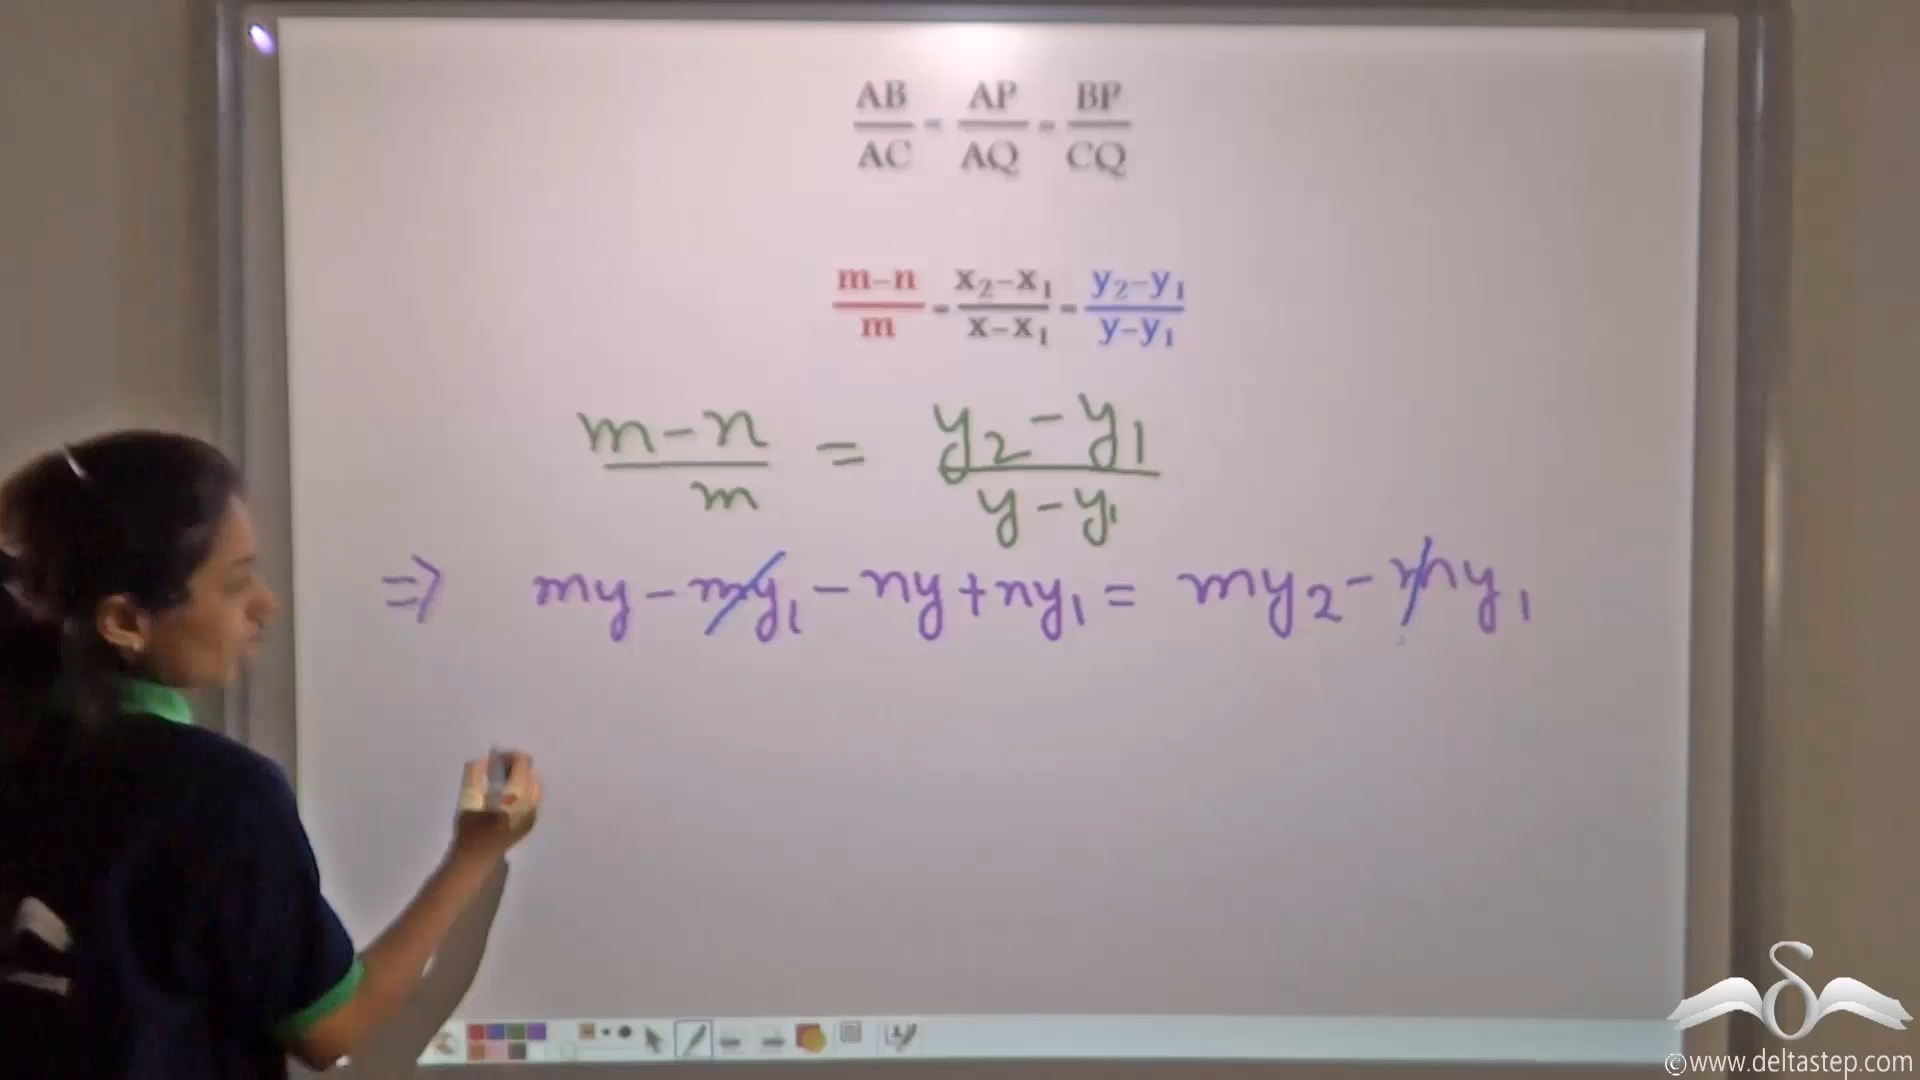 AB/AC = AP/AQ = BP/CQ
m−n/m = x₂−x₁/x−x₁ = y₂−y₁/y−y₁
m−n/m = y₂−y₁/y−y₁
⇒ my − my₁ − ny + ny₁ = my₂ − my₁
©www.deltastep.com